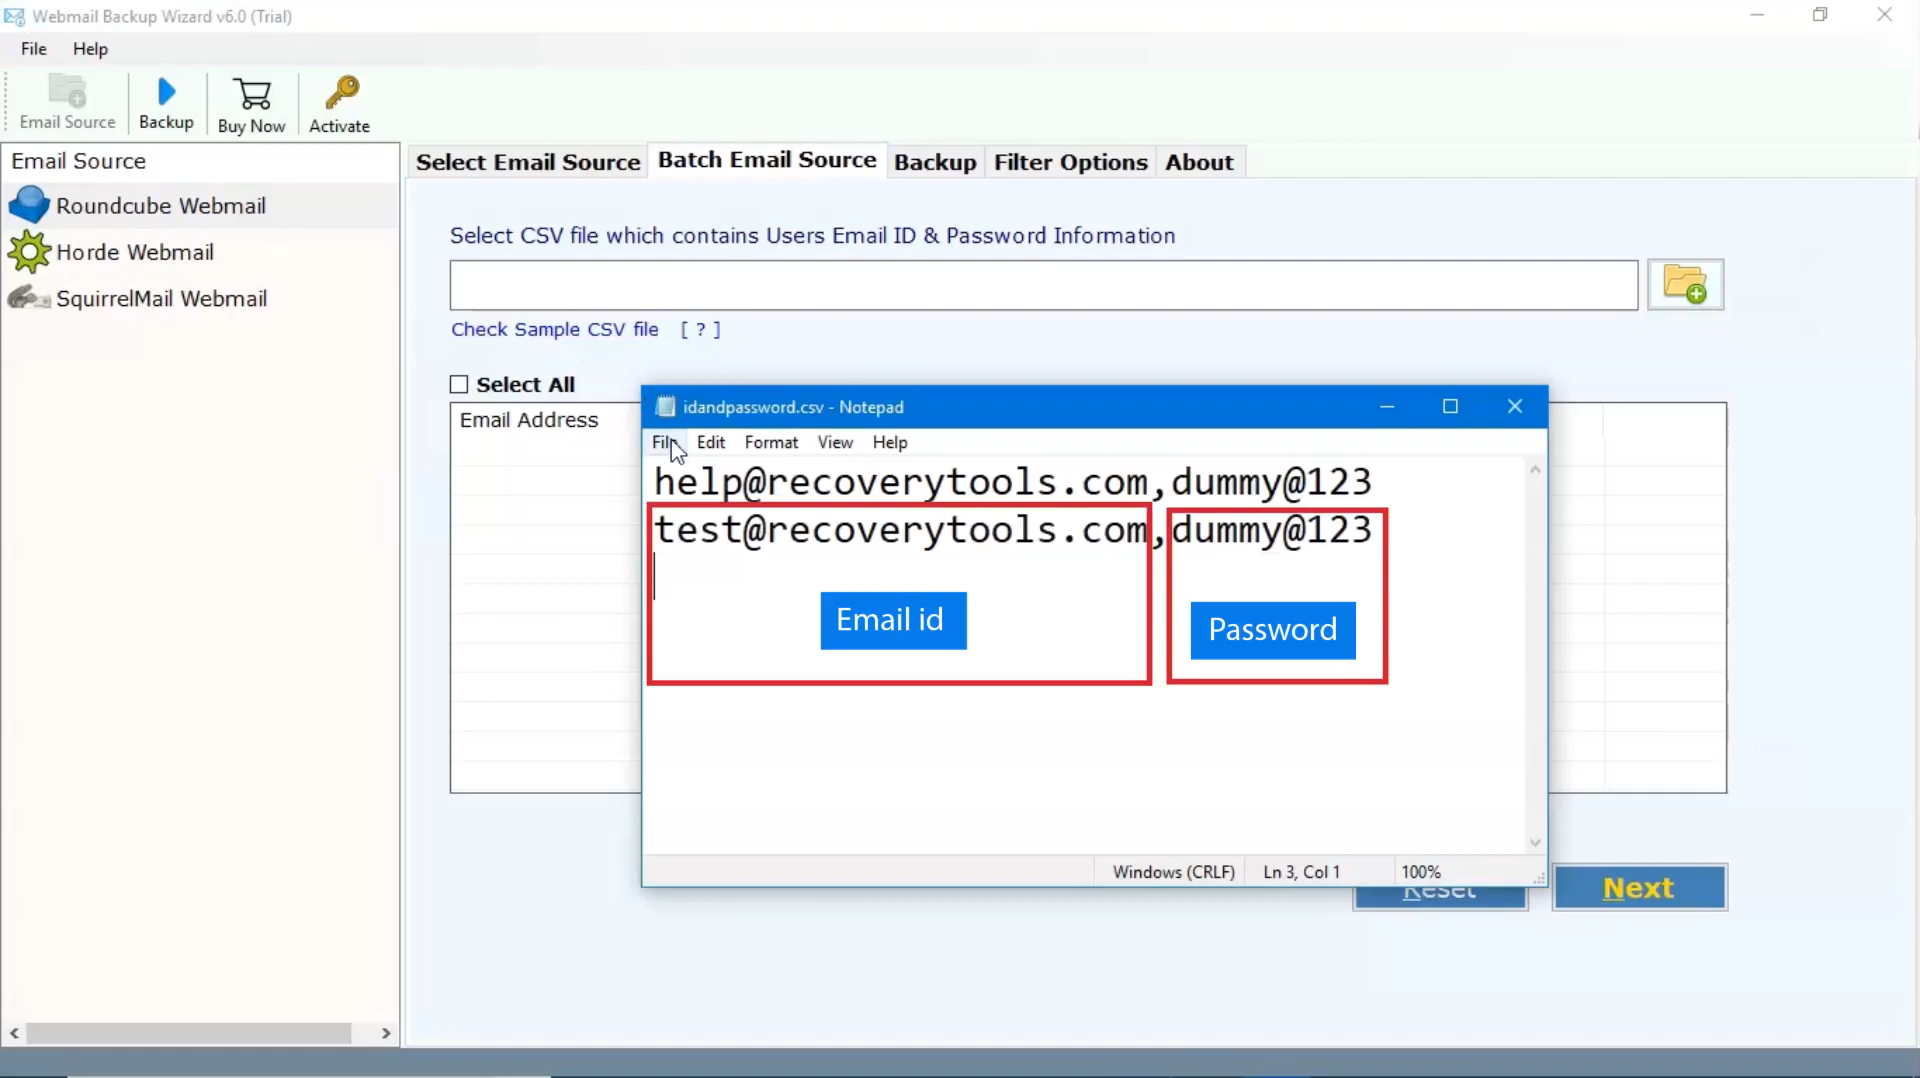 Webmail Backup Wizard v6.0 (Trial)
File Help
Email Source Backup Buy Now Activate
Email Source
Roundcube Webmail
Horde Webmail
SquirrelMail Webmail
Select Email Source Batch Email Source Backup Filter Options About
Select CSV file which contains Users Email ID & Password Information
Check Sample CSV file [ ? ]
Select All
Email Address
idandpassword.csv - Notepad
File Edit Format View Help
help@recoverytools.com,dummy@123
test@recoverytools.com,dummy@123
Email id
Password
Windows (CRLF) Ln 3, Col 1 100%
Reset Next